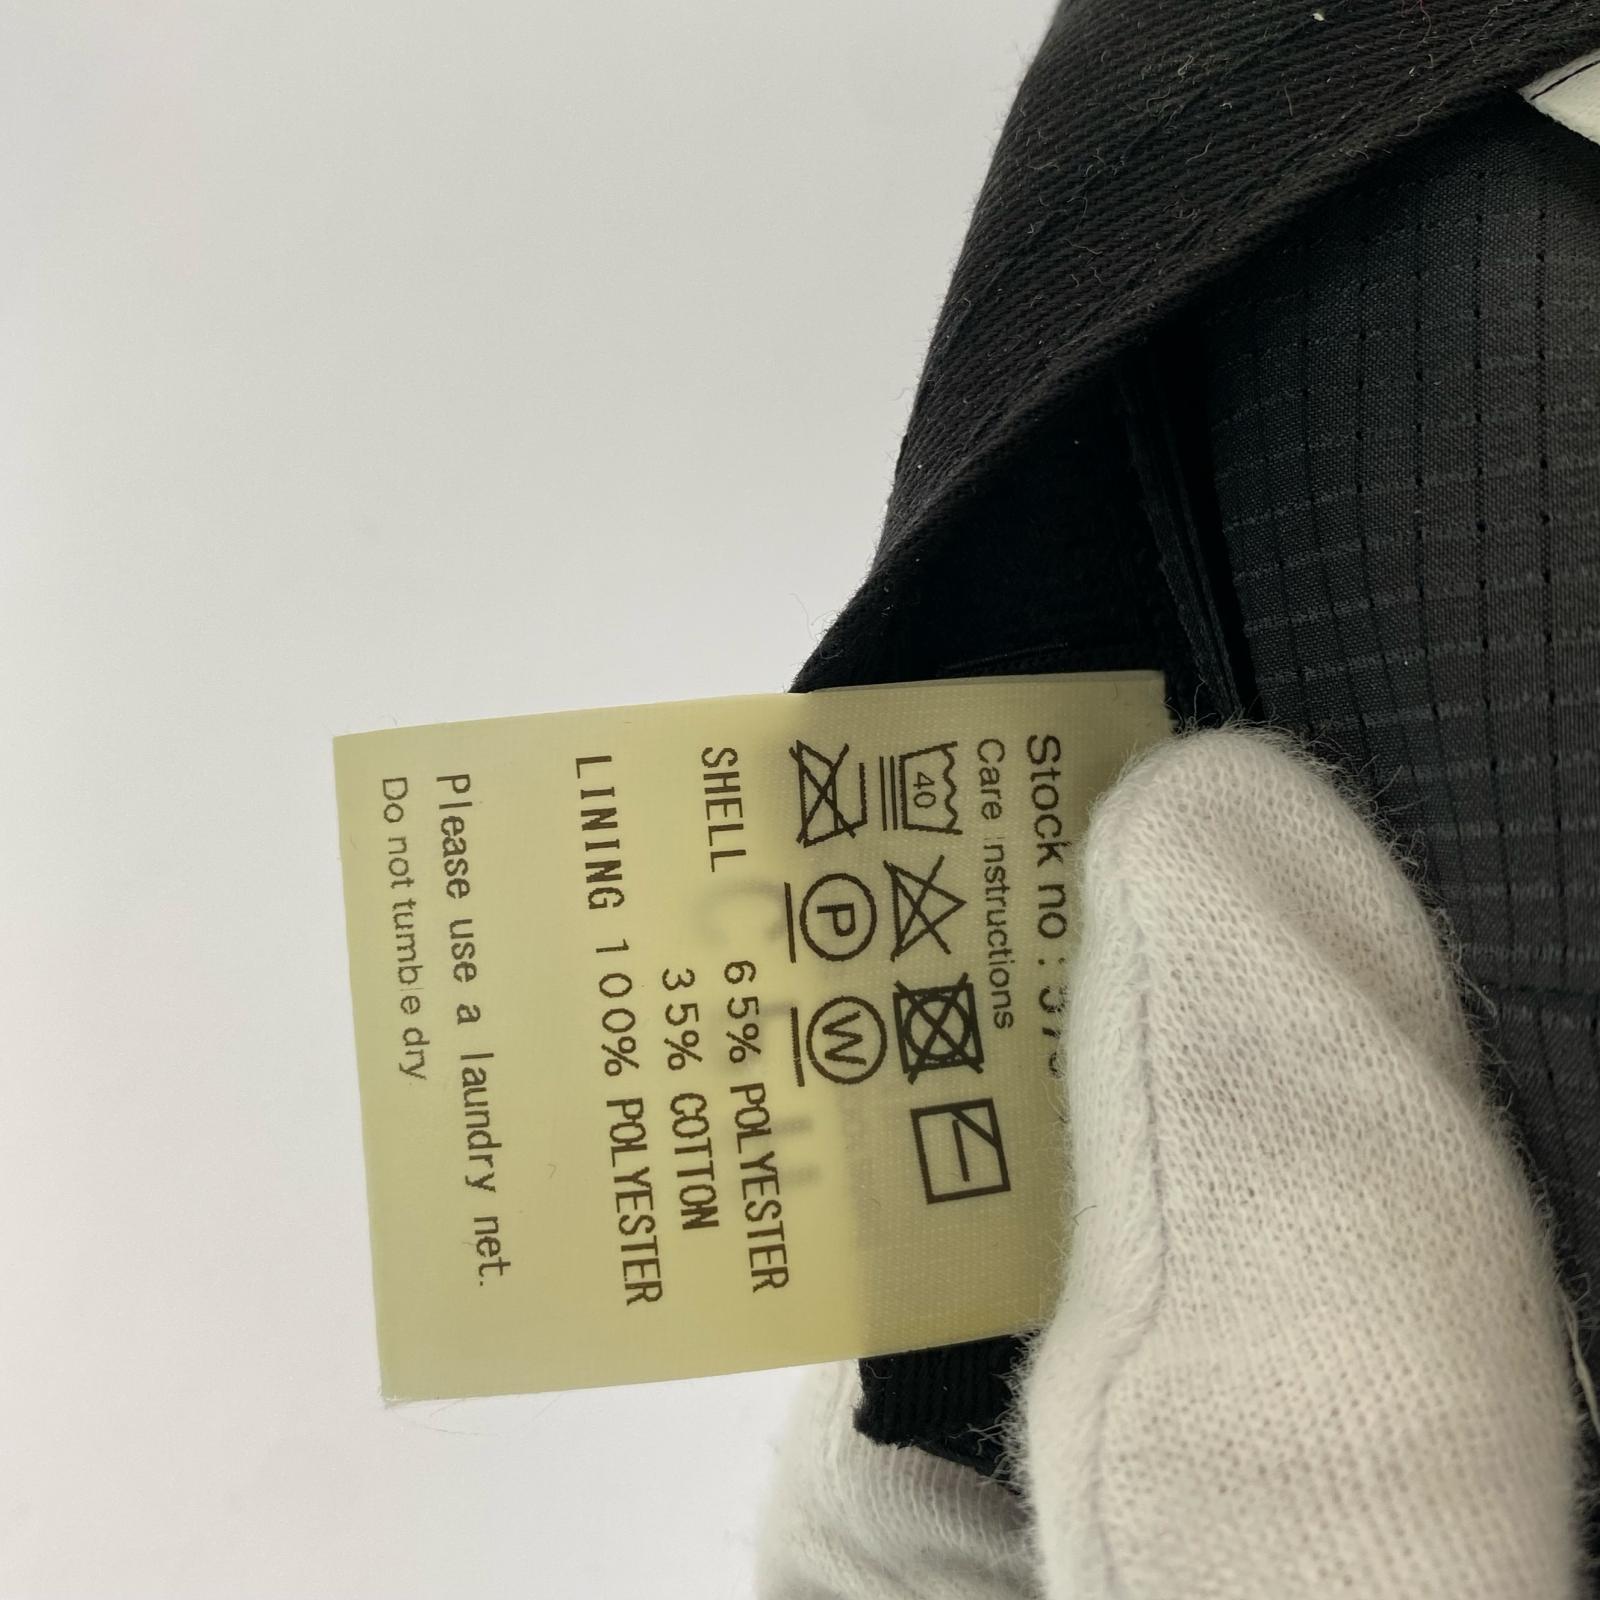 Stock no :
Care Instructions
40
P W
SHELL 65% POLYESTER
35% COTTON
LINING 100% POLYESTER
Please use a laundry net.
Do not tumble dry